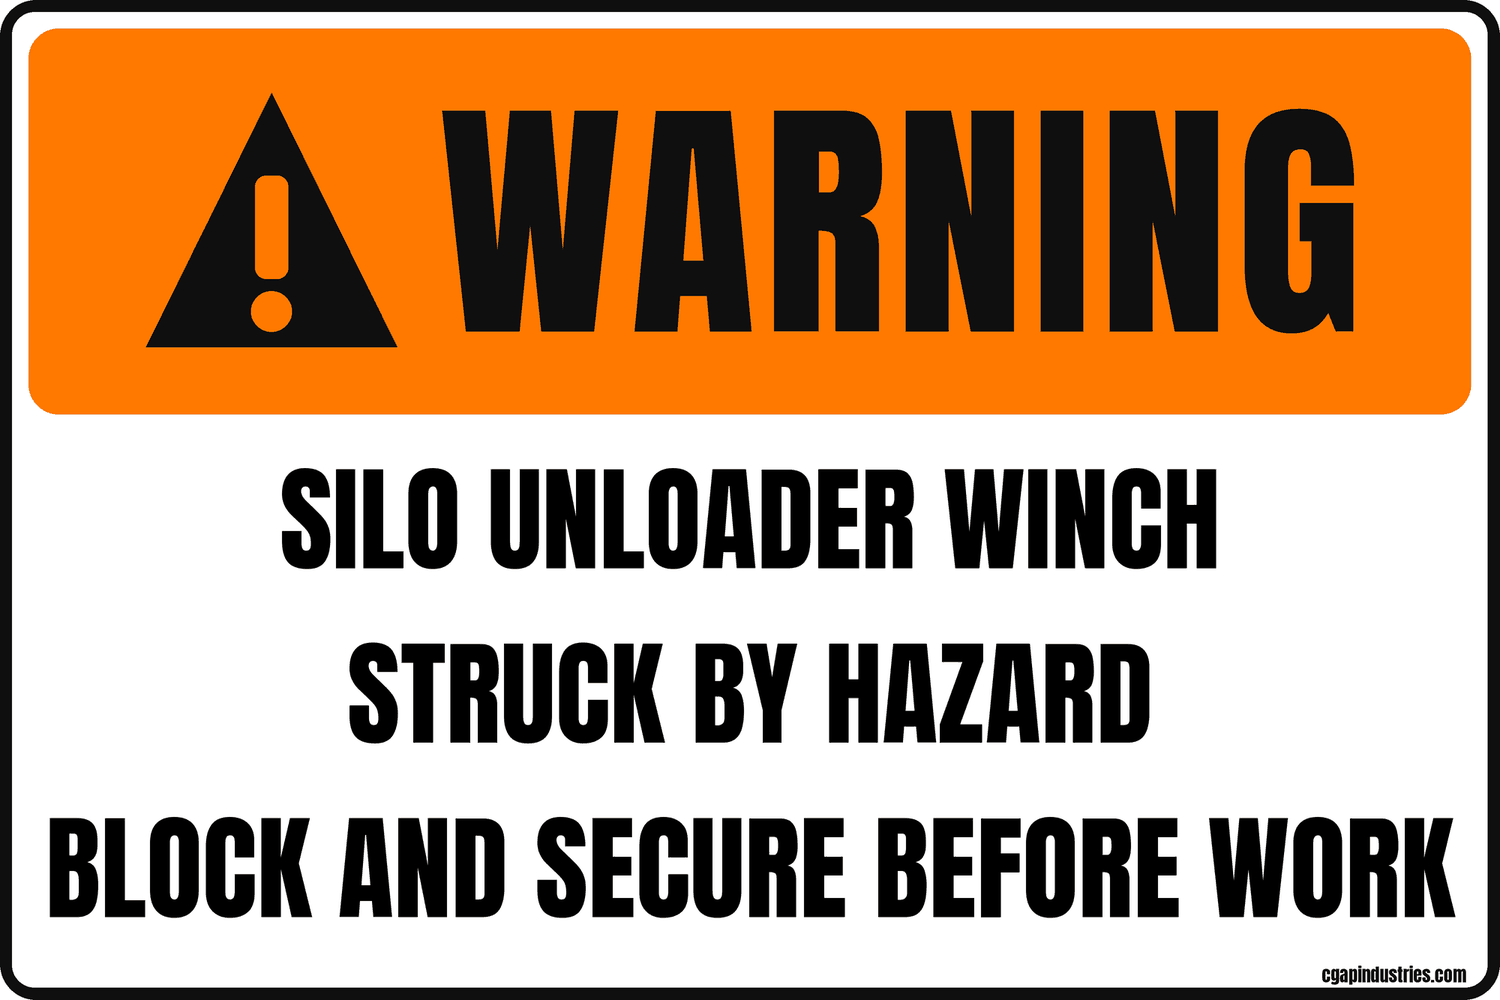 WARNING
SILO UNLOADER WINCH
STRUCK BY HAZARD
BLOCK AND SECURE BEFORE WORK
cgapindustries.com